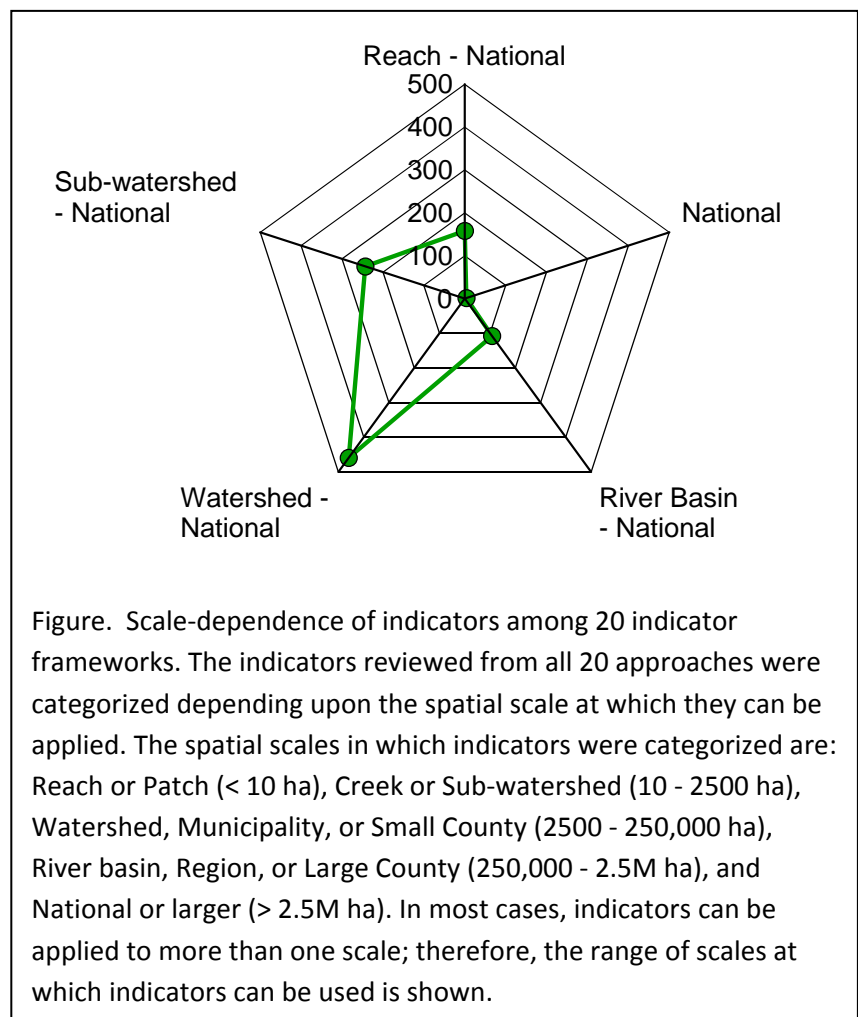 Reach - National
500
400
300
200
100
0
Sub-watershed
- National
National
Watershed -
National
River Basin
- National
Figure.  Scale-dependence of indicators among 20 indicator
frameworks. The indicators reviewed from all 20 approaches were
categorized depending upon the spatial scale at which they can be
applied. The spatial scales in which indicators were categorized are:
Reach or Patch (< 10 ha), Creek or Sub-watershed (10 - 2500 ha),
Watershed, Municipality, or Small County (2500 - 250,000 ha),
River basin, Region, or Large County (250,000 - 2.5M ha), and
National or larger (> 2.5M ha). In most cases, indicators can be
applied to more than one scale; therefore, the range of scales at
which indicators can be used is shown.